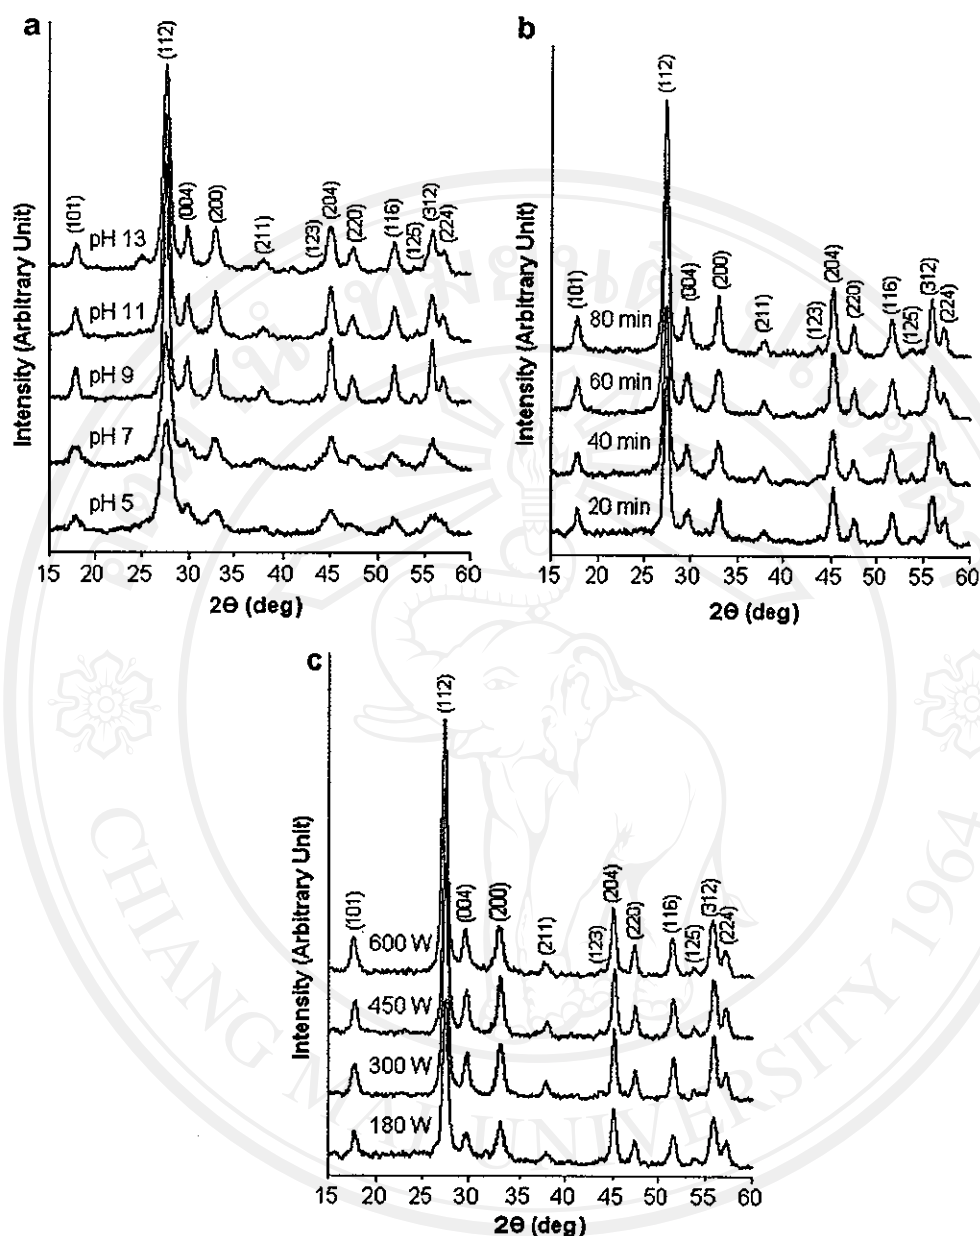 a
(112)
(101)
(004)
(200)
(211)
(123)
(204)
(220)
(116)
(125)
(312)
(224)
pH 13
pH 11
pH 9
pH 7
pH 5
Intensity (Arbitrary Unit)
15 20 25 30 35 40 45 50 55 60
2Θ (deg)
b
(112)
(101)
(004)
(200)
(211)
(123)
(204)
(220)
(116)
(125)
(312)
(224)
80 min
60 min
40 min
20 min
Intensity (Arbitrary Unit)
15 20 25 30 35 40 45 50 55 60
2Θ (deg)
c
(112)
(101)
(004)
(200)
(211)
(123)
(204)
(220)
(116)
(125)
(312)
(224)
600 W
450 W
300 W
180 W
Intensity (Arbitrary Unit)
15 20 25 30 35 40 45 50 55 60
2Θ (deg)
CHIANG MAI UNIVERSITY 1964